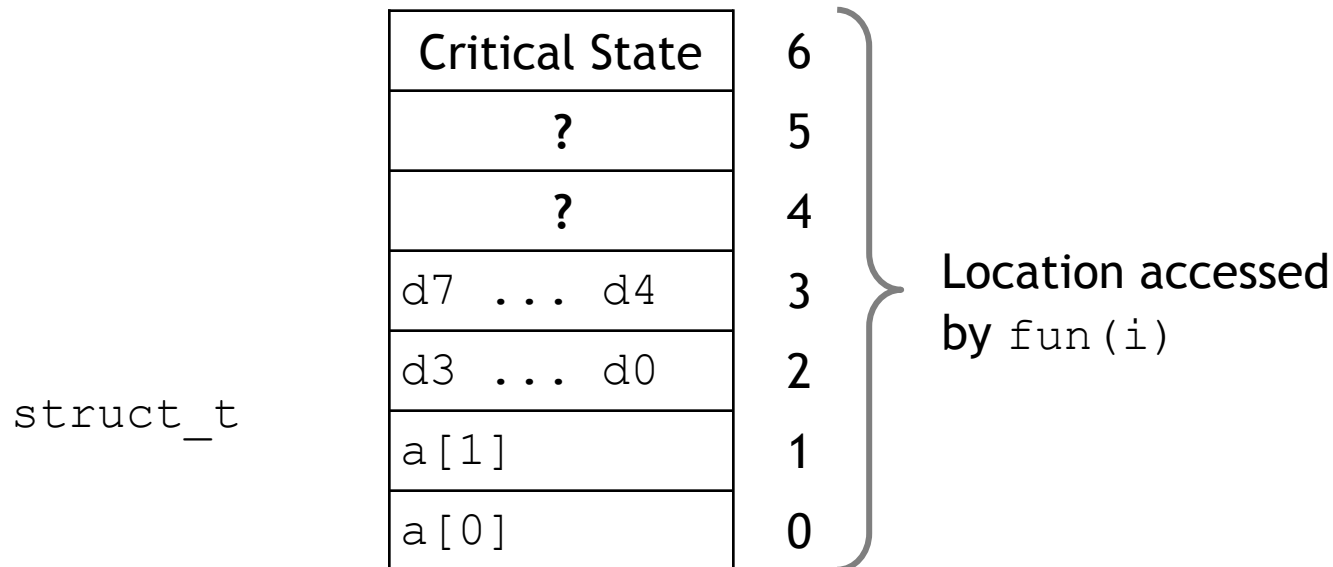 Critical State 6
? 5
? 4
d7 ... d4 3
d3 ... d0 2
a[1] 1
a[0] 0
struct_t
Location accessed
by fun(i)